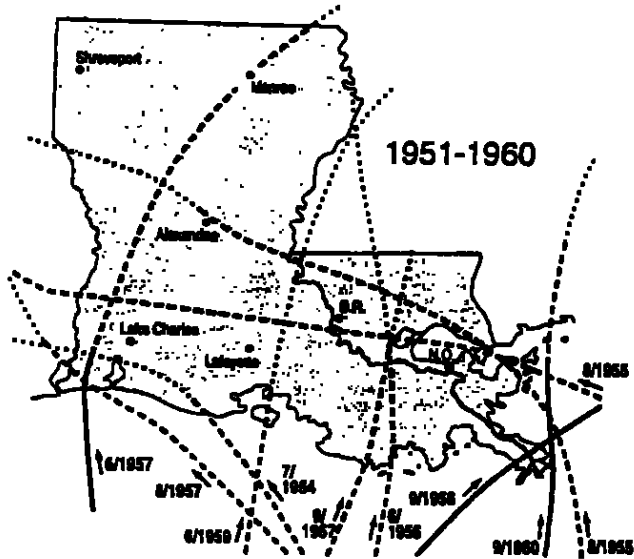 Shreveport
Monroe
1951-1960
Alexandria
B.R.
Lake Charles
N.O.
Lafayette
8/1955
6/1957
8/1957
7/
1954
9/1956
6/1959
9/
1957
6/
1956
9/1960
8/1955